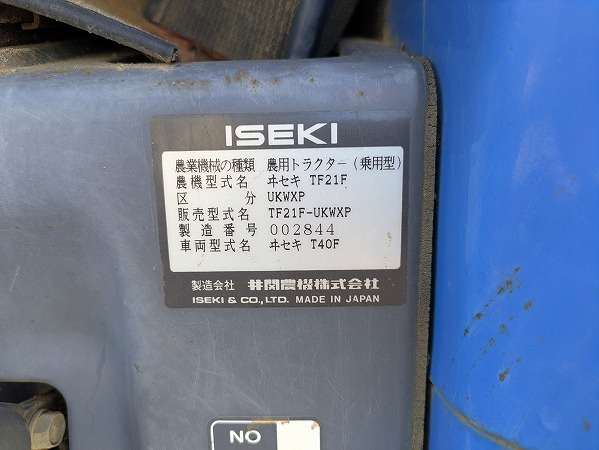 ISEKI
農業機械の種類 農用トラクター(乗用型)
農機型式名 ヰセキ TF21F
区分 UKWXP
販売型式名 TF21F-UKWXP
製造番号 002844
車両型式名 ヰセキ T40F
製造会社 井関農機株式会社
ISEKI & CO., LTD. MADE IN JAPAN
NO